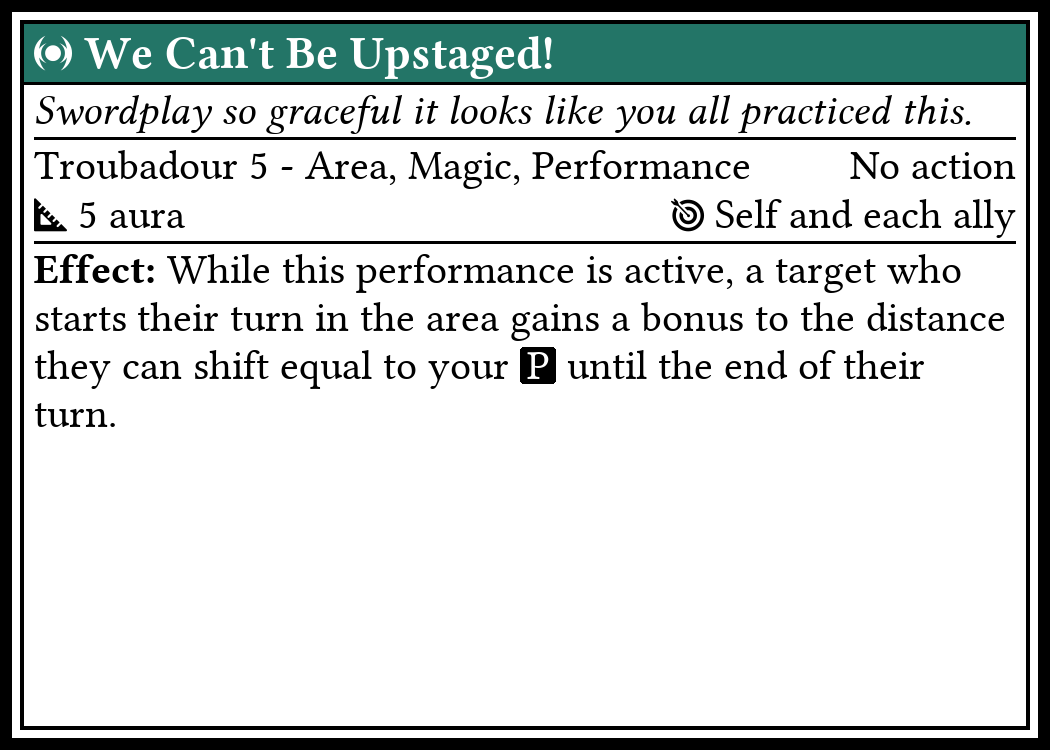 We Can't Be Upstaged!
Swordplay so graceful it looks like you all practiced this.
Troubadour 5 - Area, Magic, Performance No action
5 aura Self and each ally
Effect: While this performance is active, a target who
starts their turn in the area gains a bonus to the distance
they can shift equal to your P until the end of their
turn.